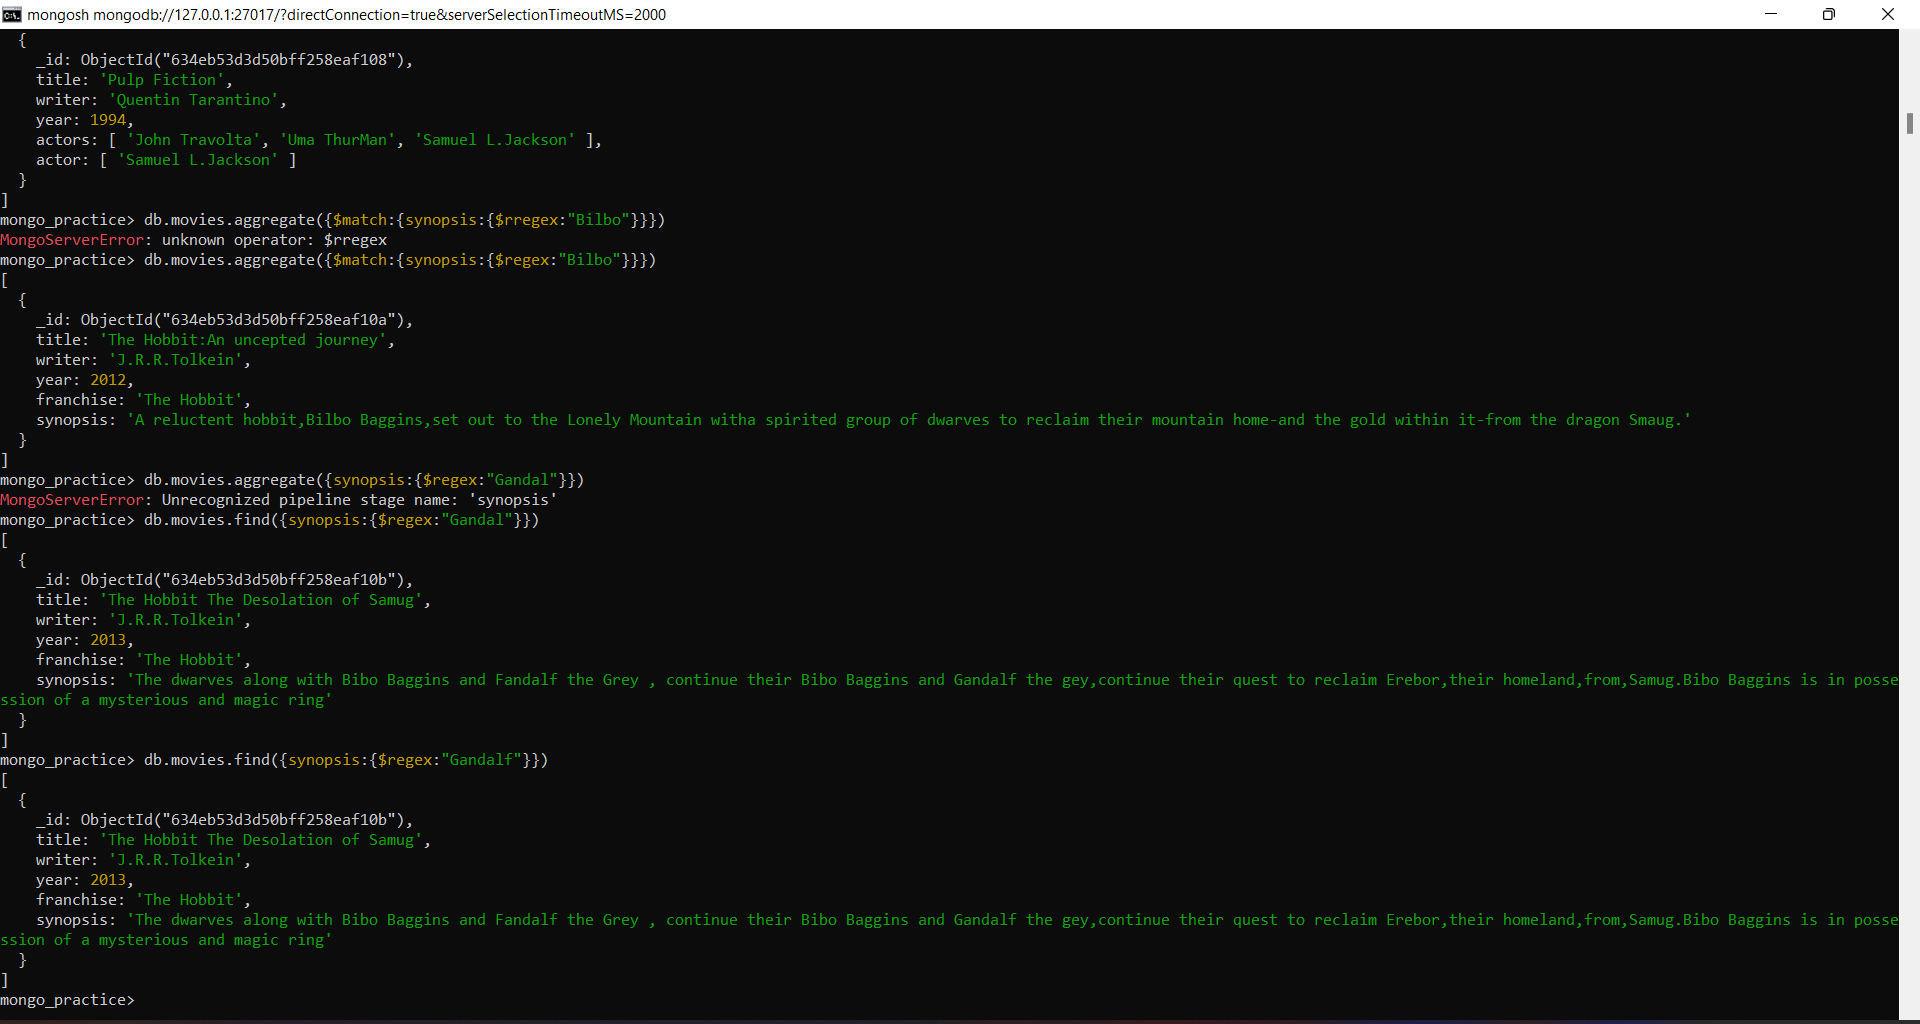 mongosh mongodb://127.0.0.1:27017/?directConnection=true&serverSelectionTimeoutMS=2000
  {
    _id: ObjectId("634eb53d3d50bff258eaf108"),
    title: 'Pulp Fiction',
    writer: 'Quentin Tarantino',
    year: 1994,
    actors: [ 'John Travolta', 'Uma ThurMan', 'Samuel L.Jackson' ],
    actor: [ 'Samuel L.Jackson' ]
  }
]
mongo_practice> db.movies.aggregate({$match:{synopsis:{$rregex:"Bilbo"}}})
MongoServerError: unknown operator: $rregex
mongo_practice> db.movies.aggregate({$match:{synopsis:{$regex:"Bilbo"}}})
[
  {
    _id: ObjectId("634eb53d3d50bff258eaf10a"),
    title: 'The Hobbit:An uncepted journey',
    writer: 'J.R.R.Tolkein',
    year: 2012,
    franchise: 'The Hobbit',
    synopsis: 'A reluctent hobbit,Bilbo Baggins,set out to the Lonely Mountain witha spirited group of dwarves to reclaim their mountain home-and the gold within it-from the dragon Smaug.'
  }
]
mongo_practice> db.movies.aggregate({synopsis:{$regex:"Gandal"}})
MongoServerError: Unrecognized pipeline stage name: 'synopsis'
mongo_practice> db.movies.find({synopsis:{$regex:"Gandal"}})
[
  {
    _id: ObjectId("634eb53d3d50bff258eaf10b"),
    title: 'The Hobbit The Desolation of Samug',
    writer: 'J.R.R.Tolkein',
    year: 2013,
    franchise: 'The Hobbit',
    synopsis: 'The dwarves along with Bibo Baggins and Fandalf the Grey , continue their Bibo Baggins and Gandalf the gey,continue their quest to reclaim Erebor,their homeland,from,Samug.Bibo Baggins is in posse
ssion of a mysterious and magic ring'
  }
]
mongo_practice> db.movies.find({synopsis:{$regex:"Gandalf"}})
[
  {
    _id: ObjectId("634eb53d3d50bff258eaf10b"),
    title: 'The Hobbit The Desolation of Samug',
    writer: 'J.R.R.Tolkein',
    year: 2013,
    franchise: 'The Hobbit',
    synopsis: 'The dwarves along with Bibo Baggins and Fandalf the Grey , continue their Bibo Baggins and Gandalf the gey,continue their quest to reclaim Erebor,their homeland,from,Samug.Bibo Baggins is in posse
ssion of a mysterious and magic ring'
  }
]
mongo_practice>